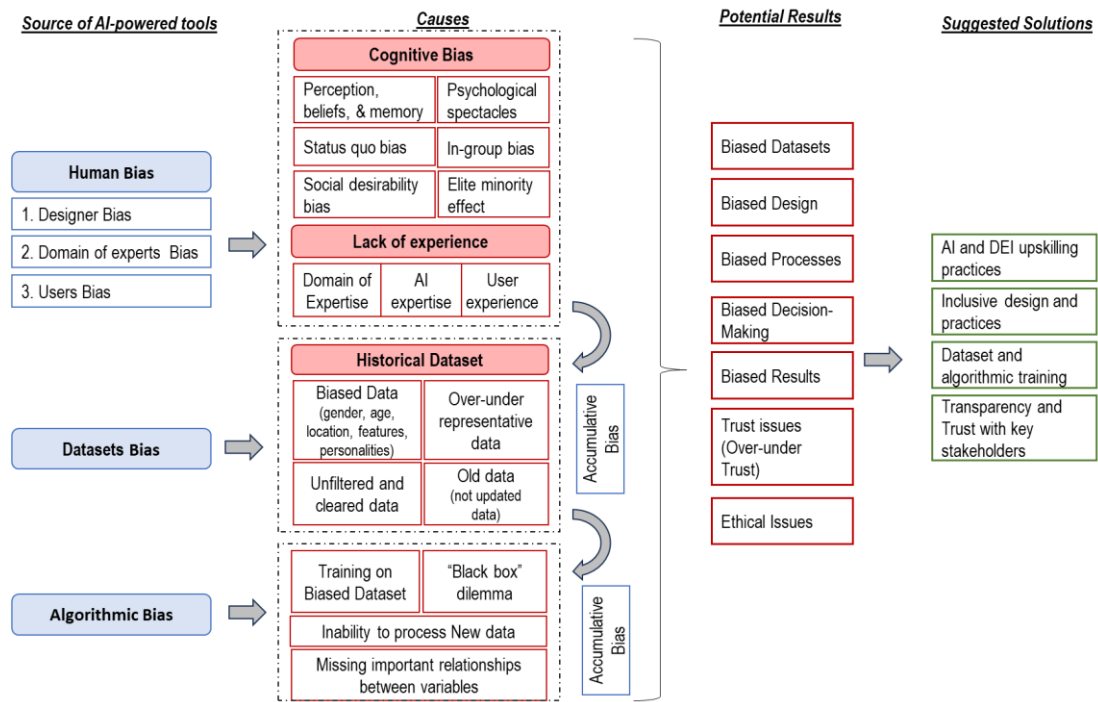 Source of AI-powered tools
Causes
Potential Results
Suggested Solutions
Human Bias
1. Designer Bias
2. Domain of experts Bias
3. Users Bias
Cognitive Bias
Perception,
beliefs, & memory
Psychological
spectacles
Status quo bias
In-group bias
Social desirability
bias
Elite minority
effect
Lack of experience
Domain of
Expertise
AI
expertise
User
experience
Datasets Bias
Historical Dataset
Biased Data
(gender, age,
location, features,
personalities)
Over-under
representative
data
Unfiltered and
cleared data
Old data
(not updated
data)
Accumulative
Bias
Algorithmic Bias
Training on
Biased Dataset
“Black box”
dilemma
Inability to process New data
Missing important relationships
between variables
Accumulative
Bias
Biased Datasets
Biased Design
Biased Processes
Biased Decision-
Making
Biased Results
Trust issues
(Over-under
Trust)
Ethical Issues
AI and DEI upskilling
practices
Inclusive design and
practices
Dataset and
algorithmic training
Transparency and
Trust with key
stakeholders